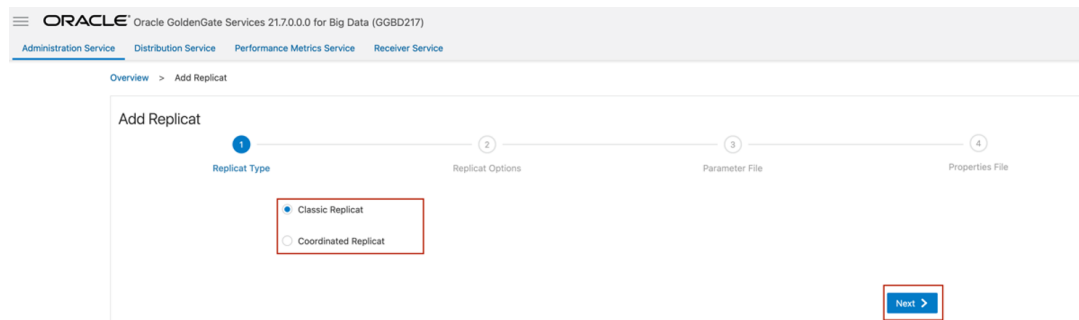 ORACLE® Oracle GoldenGate Services 21.7.0.0.0 for Big Data (GGBD217)
Administration Service Distribution Service Performance Metrics Service Receiver Service
Overview > Add Replicat
Add Replicat
1 2 3 4
Replicat Type Replicat Options Parameter File Properties File
Classic Replicat
Coordinated Replicat
Next >